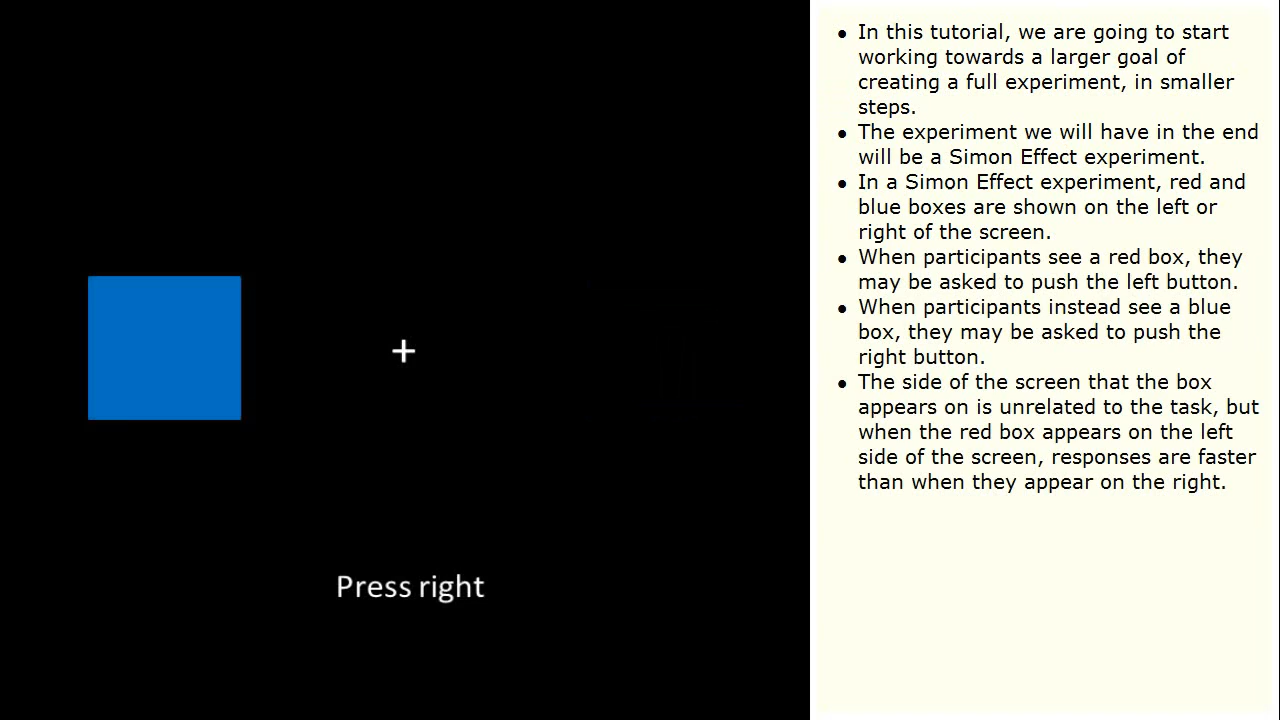 +
Press right
• In this tutorial, we are going to start
working towards a larger goal of
creating a full experiment, in smaller
steps.
• The experiment we will have in the end
will be a Simon Effect experiment.
• In a Simon Effect experiment, red and
blue boxes are shown on the left or
right of the screen.
• When participants see a red box, they
may be asked to push the left button.
• When participants instead see a blue
box, they may be asked to push the
right button.
• The side of the screen that the box
appears on is unrelated to the task, but
when the red box appears on the left
side of the screen, responses are faster
than when they appear on the right.